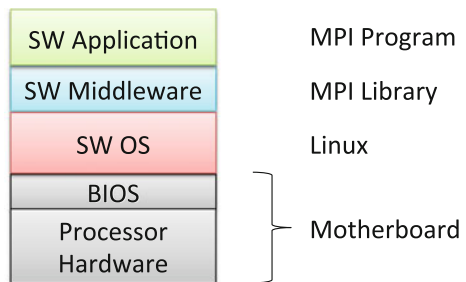 SW Application
MPI Program
SW Middleware
MPI Library
SW OS
Linux
BIOS
Processor
Hardware
Motherboard